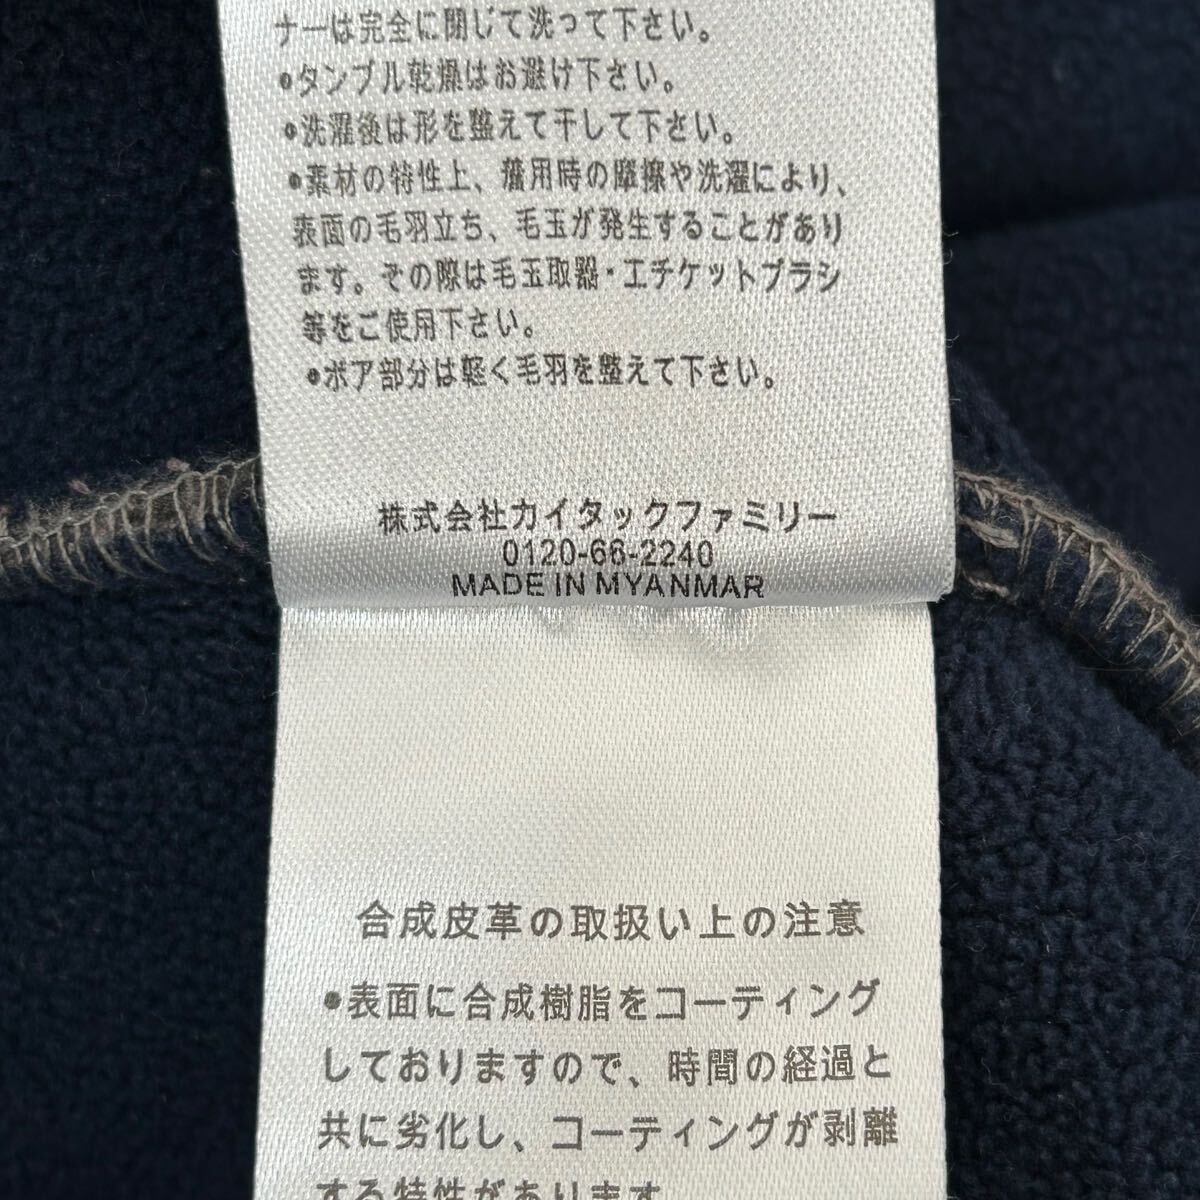 ナーは完全に閉じて洗って下さい。
•タンブル乾燥はお避け下さい。
•洗濯後は形を整えて干して下さい。
•素材の特性上、着用時の摩擦や洗濯により、
表面の毛羽立ち、毛玉が発生することがあり
ます。その際は毛玉取器・エチケットブラシ
等をご使用下さい。
•ボア部分は軽く毛羽を整えて下さい。
株式会社カイタックファミリー
0120-66-2240
MADE IN MYANMAR
合成皮革の取扱い上の注意
•表面に合成樹脂をコーティング
しておりますので、時間の経過と
共に劣化し、コーティングが剥離
する特性があります。